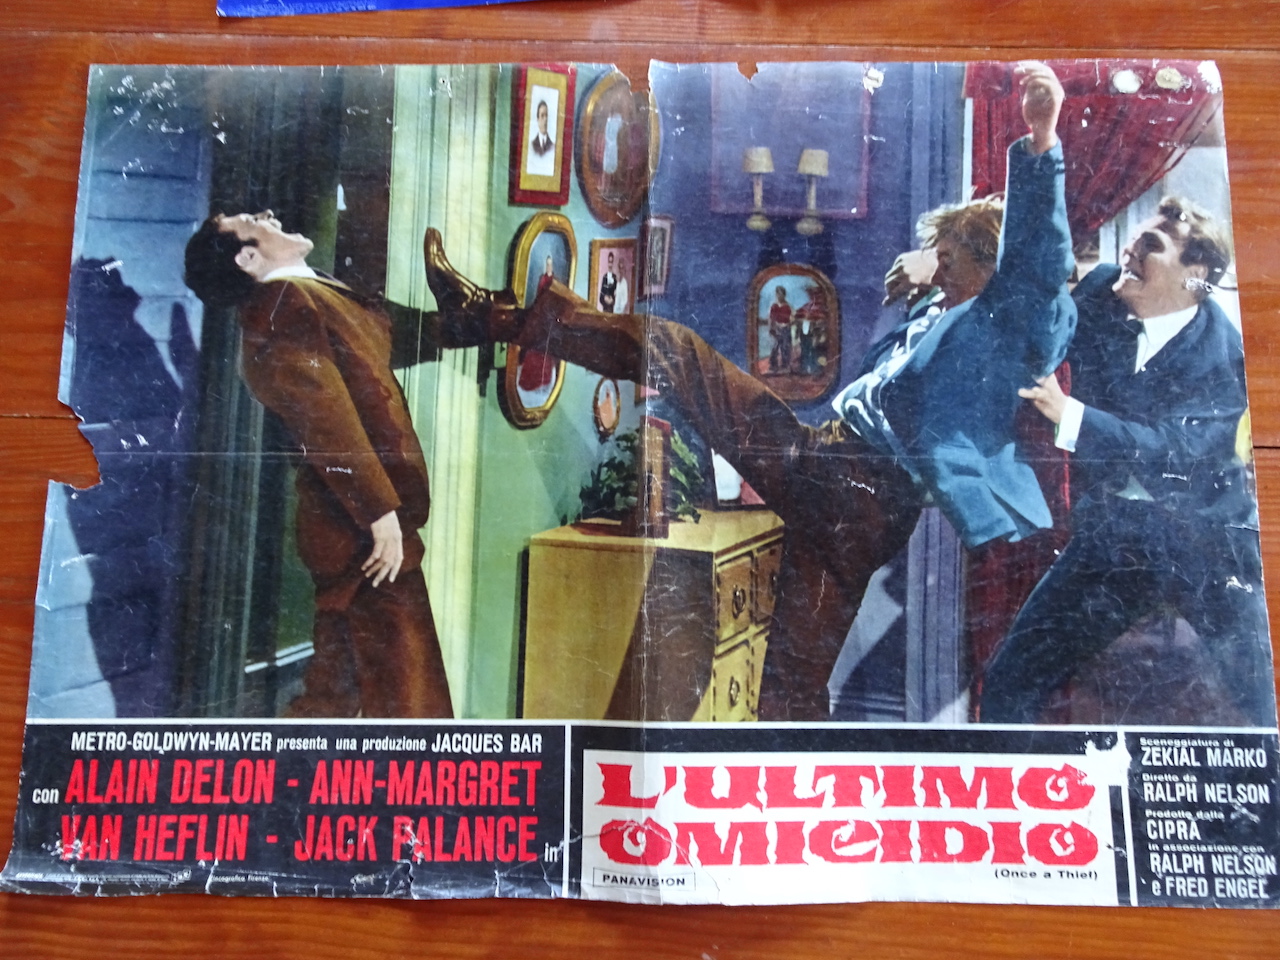 METRO-GOLDWYN-MAYER presenta una produzione JACQUES BAR
con ALAIN DELON - ANN-MARGRET
VAN HEFLIN - JACK PALANCE in
L'ULTIMO
OMICIDIO
(Once a Thief)
PANAVISION
Sceneggiatura di
ZEKIAL MARKO
Diretto da
RALPH NELSON
Prodotto dalla
CIPRA
in associazione con
RALPH NELSON
e FRED ENGEL